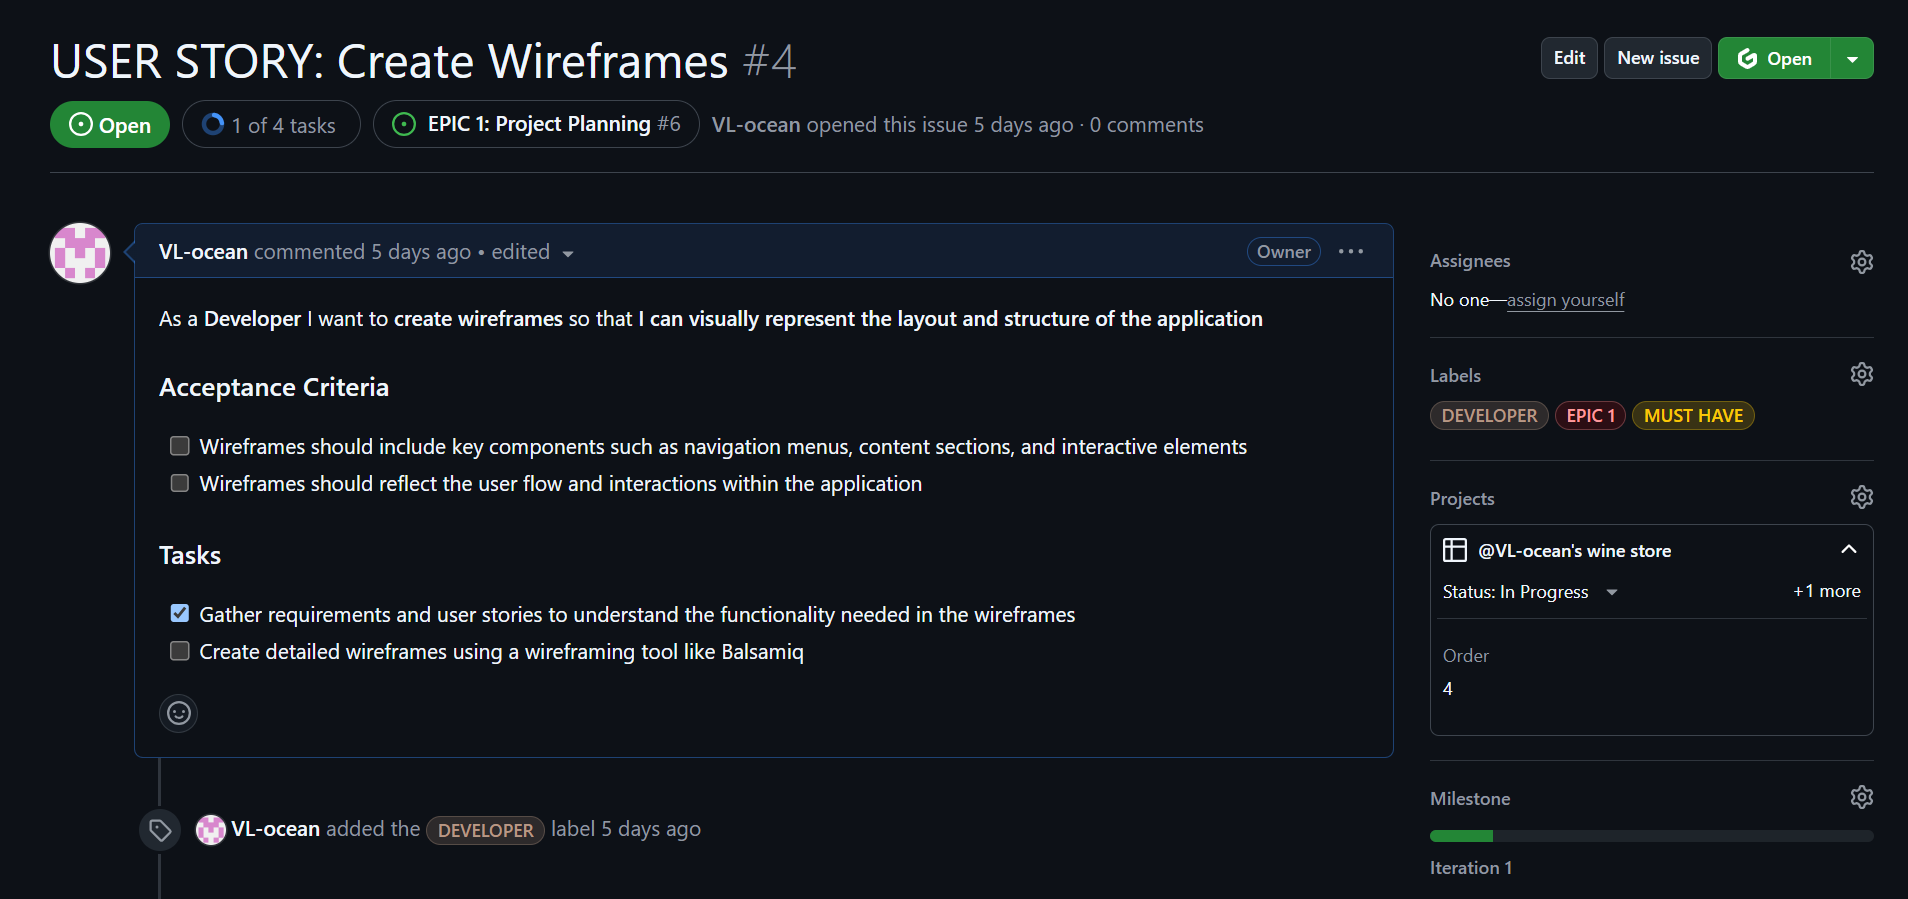 USER STORY: Create Wireframes #4
Edit
New issue
Open
Open
1 of 4 tasks
EPIC 1: Project Planning #6
VL-ocean opened this issue 5 days ago · 0 comments
VL-ocean commented 5 days ago • edited
Owner
As a Developer I want to create wireframes so that I can visually represent the layout and structure of the application
Acceptance Criteria
Wireframes should include key components such as navigation menus, content sections, and interactive elements
Wireframes should reflect the user flow and interactions within the application
Tasks
Gather requirements and user stories to understand the functionality needed in the wireframes
Create detailed wireframes using a wireframing tool like Balsamiq
VL-ocean added the DEVELOPER label 5 days ago
Assignees
No one—assign yourself
Labels
DEVELOPER EPIC 1 MUST HAVE
Projects
@VL-ocean's wine store
Status: In Progress
+1 more
Order
4
Milestone
Iteration 1